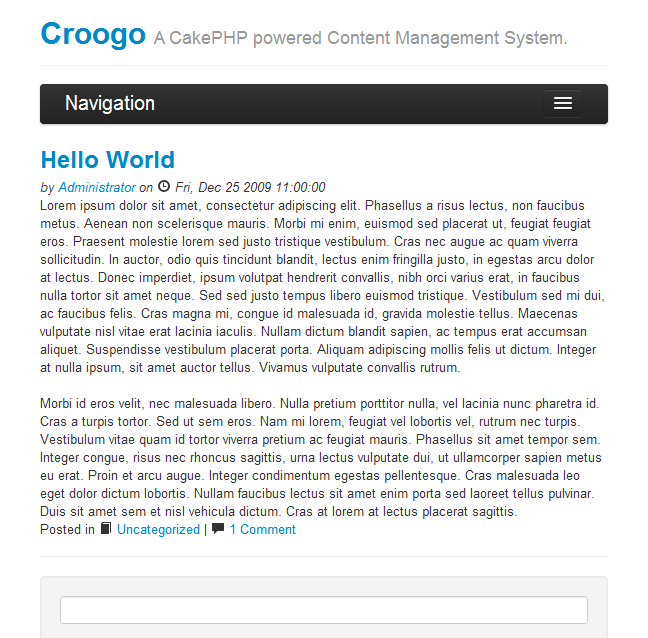 Croogo A CakePHP powered Content Management System.
Navigation
Hello World
by Administrator on Fri, Dec 25 2009 11:00:00
Lorem ipsum dolor sit amet, consectetur adipiscing elit. Phasellus a risus lectus, non faucibus
metus. Aenean non scelerisque mauris. Morbi mi enim, euismod sed placerat ut, feugiat feugiat
eros. Praesent molestie lorem sed justo tristique vestibulum. Cras nec augue ac quam viverra
sollicitudin. In auctor, odio quis tincidunt blandit, lectus enim fringilla justo, in egestas arcu dolor
at lectus. Donec imperdiet, ipsum volutpat hendrerit convallis, nibh orci varius erat, in faucibus
nulla tortor sit amet neque. Sed sed justo tempus libero euismod tristique. Vestibulum sed mi dui,
ac faucibus felis. Cras magna mi, congue id malesuada id, gravida molestie tellus. Maecenas
vulputate nisl vitae erat lacinia iaculis. Nullam dictum blandit sapien, ac tempus erat accumsan
aliquet. Suspendisse vestibulum placerat porta. Aliquam adipiscing mollis felis ut dictum. Integer
at nulla ipsum, sit amet auctor tellus. Vivamus vulputate convallis rutrum.
Morbi id eros velit, nec malesuada libero. Nulla pretium porttitor nulla, vel lacinia nunc pharetra id.
Cras a turpis tortor. Sed ut sem eros. Nam mi lorem, feugiat vel lobortis vel, rutrum nec turpis.
Vestibulum vitae quam id tortor viverra pretium ac feugiat mauris. Phasellus sit amet tempor sem.
Integer congue, risus nec rhoncus sagittis, urna lectus vulputate dui, ut ullamcorper sapien metus
eu erat. Proin et arcu augue. Integer condimentum egestas pellentesque. Cras malesuada leo
eget dolor dictum lobortis. Nullam faucibus lectus sit amet enim porta sed laoreet tellus pulvinar.
Duis sit amet sem et nisl vehicula dictum. Cras at lorem at lectus placerat sagittis.
Posted in Uncategorized | 1 Comment